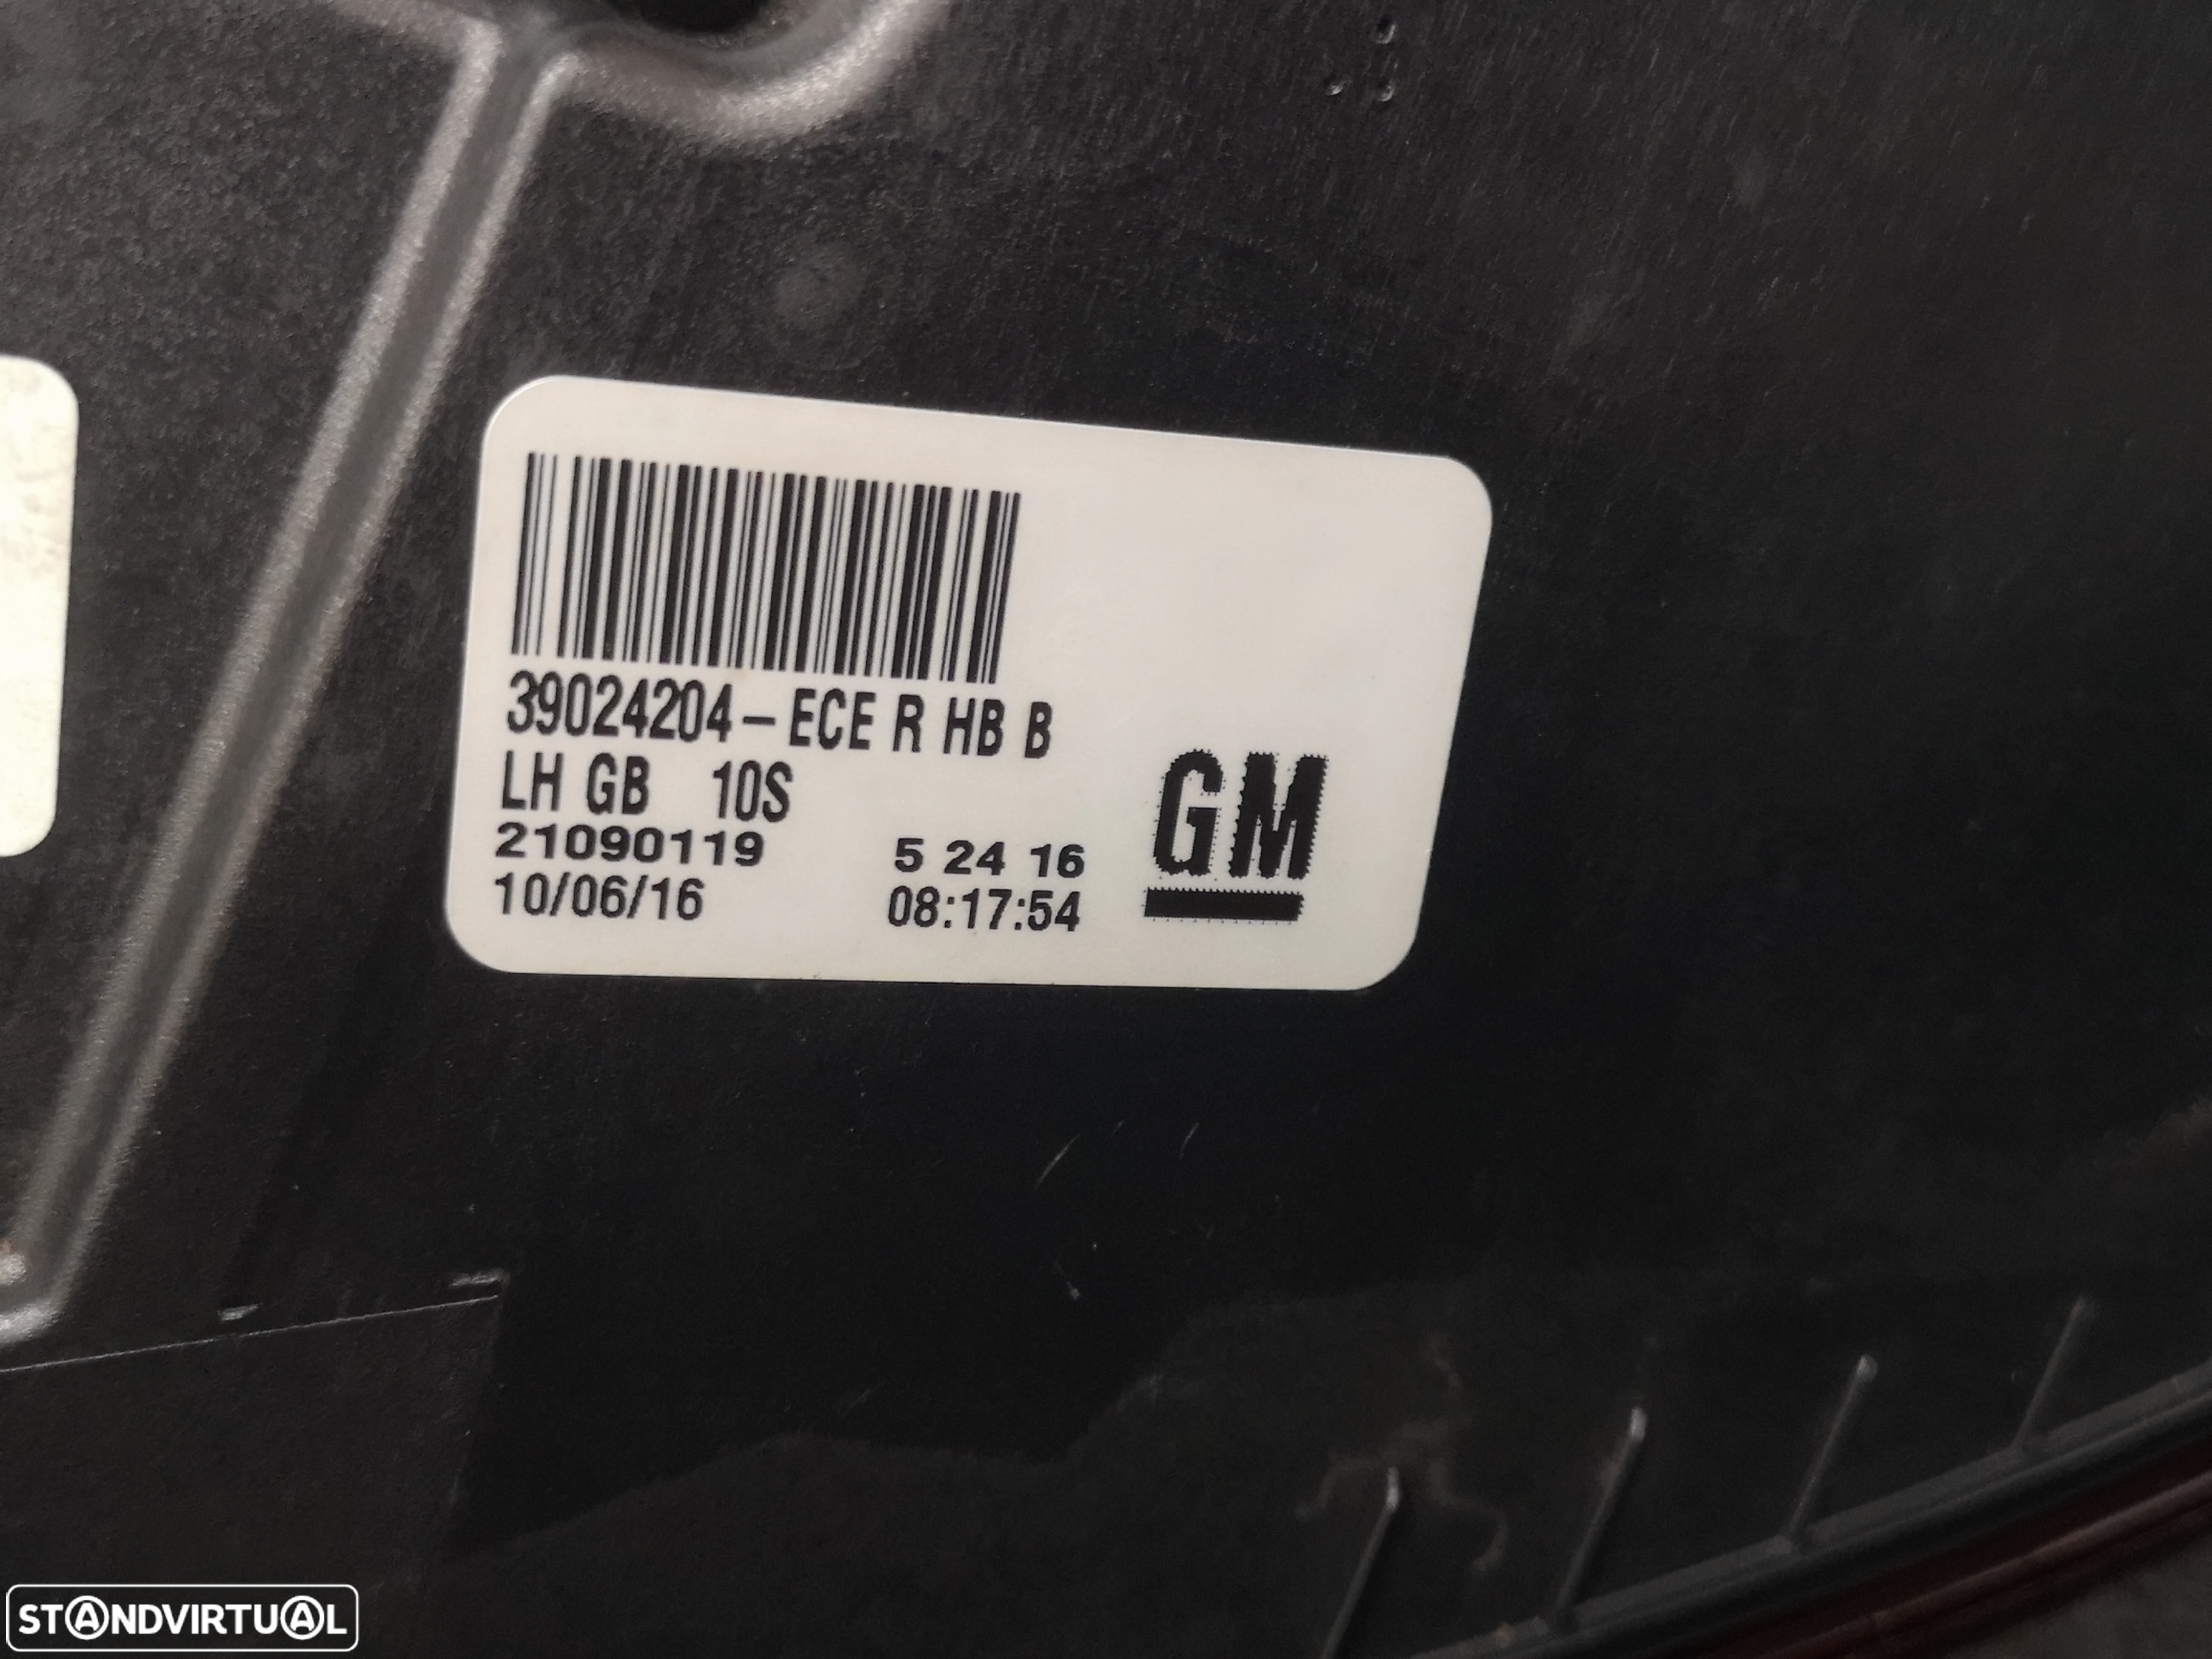 39024204-ECE R HB B
LH GB 10S
21090119 5 24 16
10/06/16 08:17:54
GM
STANDVIRTUAL